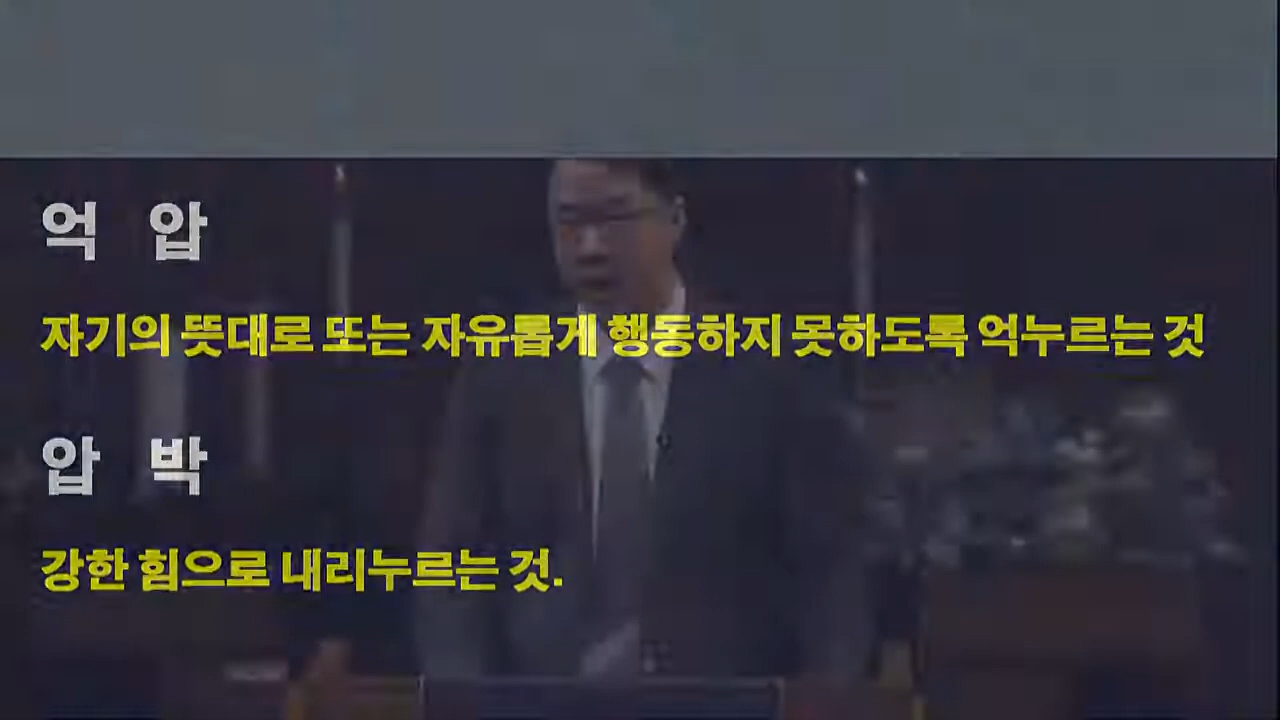 억 압
자기의 뜻대로 또는 자유롭게 행동하지 못하도록 억누르는 것
압 박
강한 힘으로 내리누르는 것.